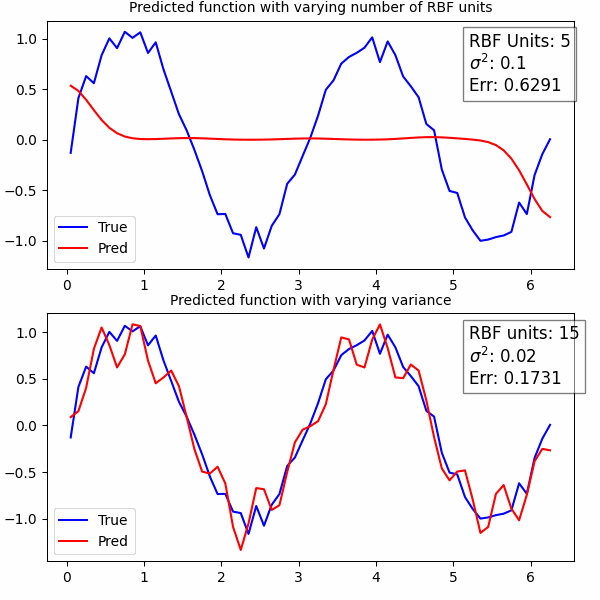 Predicted function with varying number of RBF units
RBF Units: 5
σ²: 0.1
Err: 0.6291
1.0
0.5
0.0
−0.5
−1.0
True
Pred
0 1 2 3 4 5 6
Predicted function with varying variance
RBF units: 15
σ²: 0.02
Err: 0.1731
1.0
0.5
0.0
−0.5
−1.0
True
Pred
0 1 2 3 4 5 6